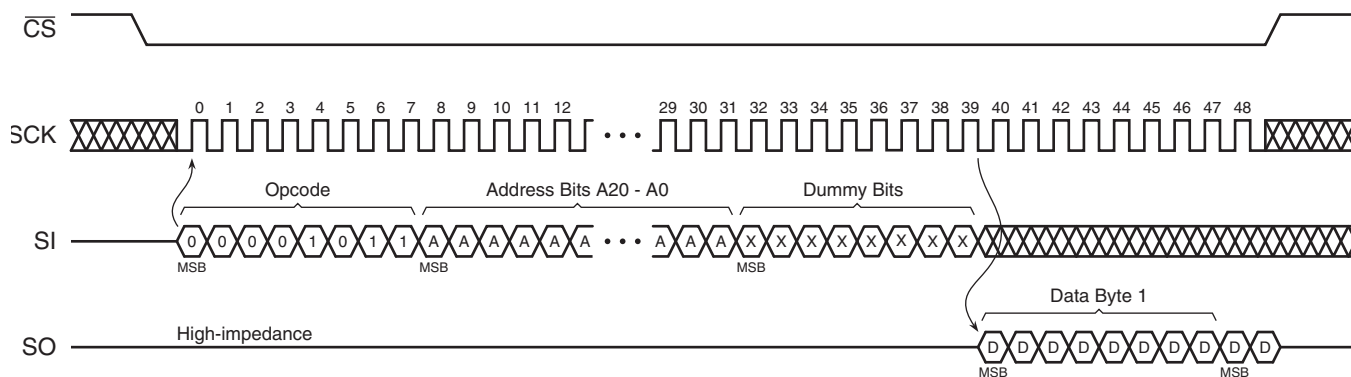 CS
0 1 2 3 4 5 6 7 8 9 10 11 12 29 30 31 32 33 34 35 36 37 38 39 40 41 42 43 44 45 46 47 48
SCK
Opcode Address Bits A20 - A0 Dummy Bits
SI 0 0 0 0 1 0 1 1 A A A A A A A A A X X X X X X X X
MSB MSB MSB
Data Byte 1
High-impedance
SO D D D D D D D D D D
MSB MSB